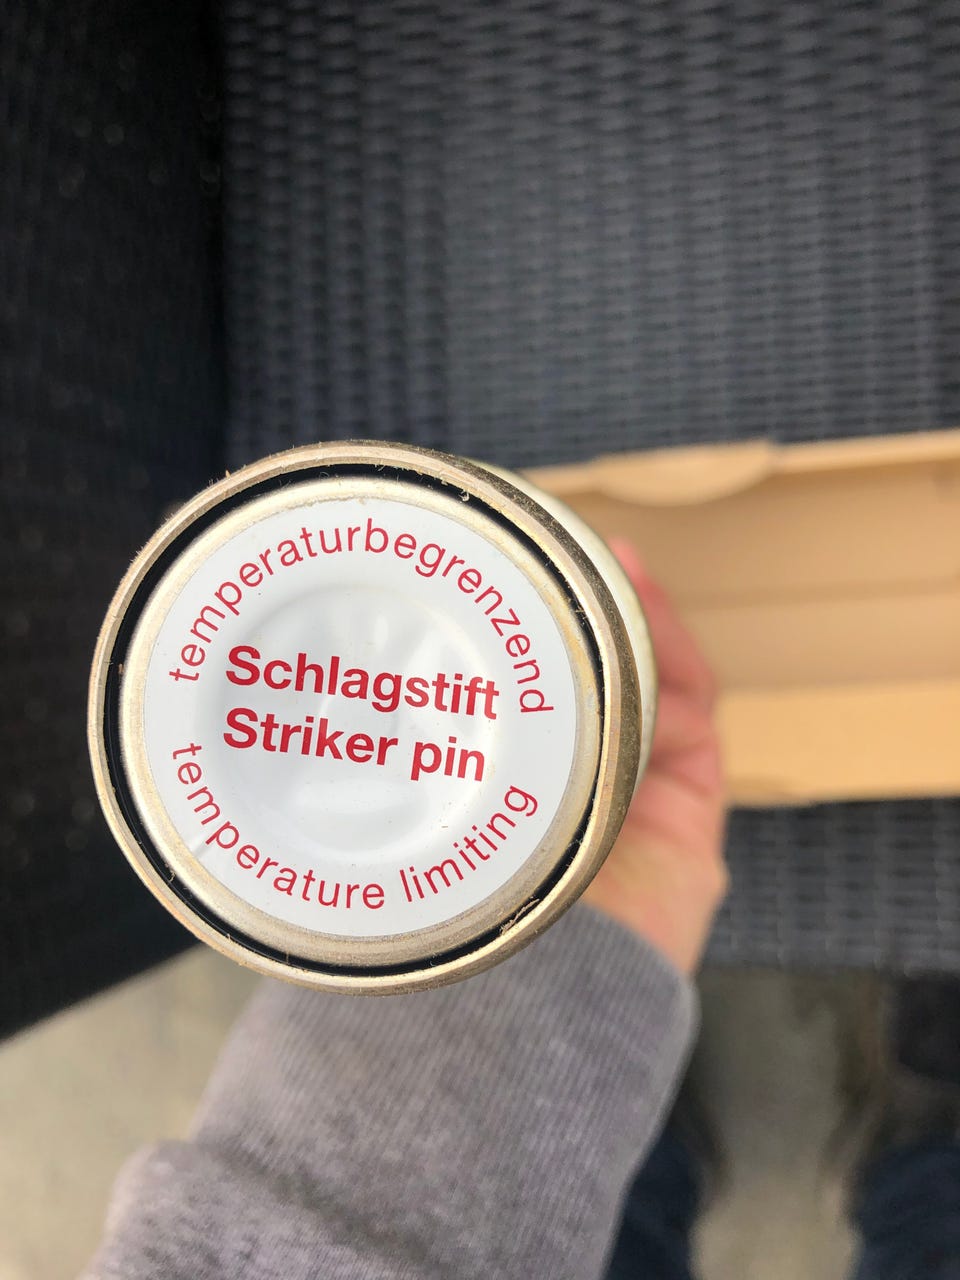 temperaturbegrenzend
Schlagstift
Striker pin
temperature limiting